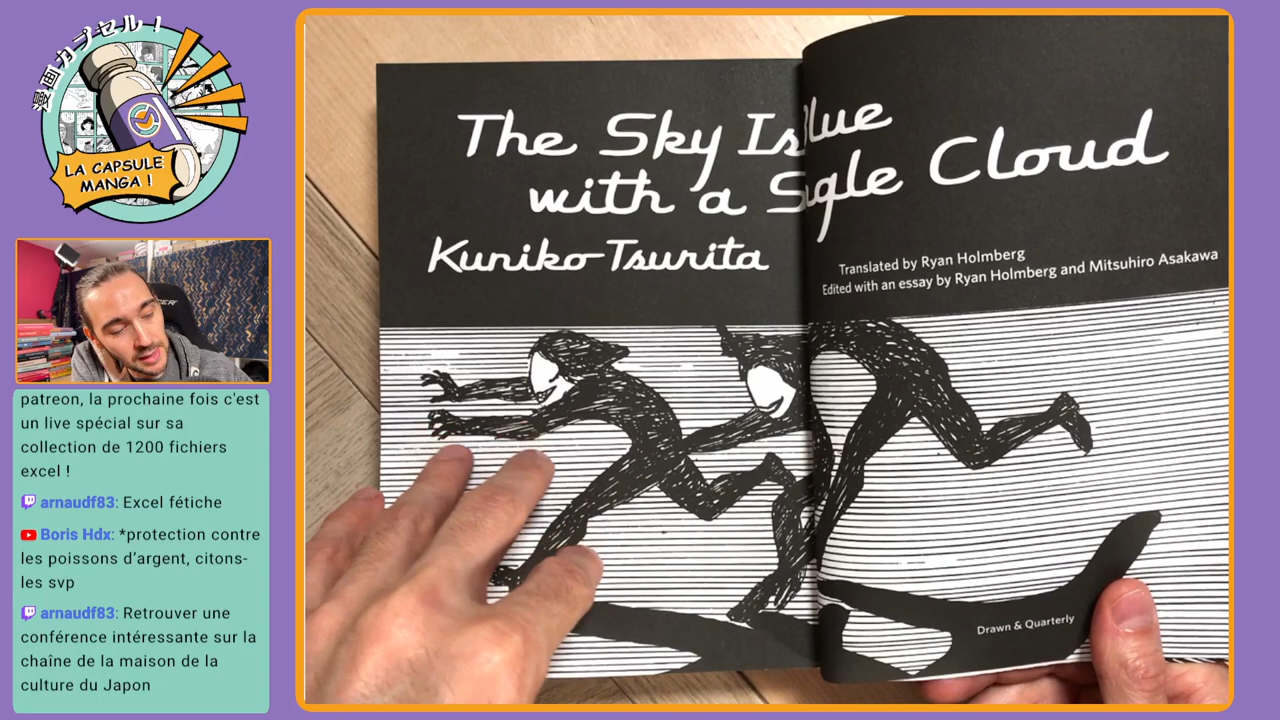 漫画カプセル！
LA CAPSULE
MANGA !
patreon, la prochaine fois c'est
un live spécial sur sa
collection de 1200 fichiers
excel !
arnaudf83: Excel fétiche
Boris Hdx: *protection contre
les poissons d’argent, citons-
les svp
arnaudf83: Retrouver une
conférence intéressante sur la
chaîne de la maison de la
culture du Japon
The Sky Is Blue
with a S gle Cloud
Kuniko Tsurita
Translated by Ryan Holmberg
Edited with an essay by Ryan Holmberg and Mitsuhiro Asakawa
Drawn & Quarterly